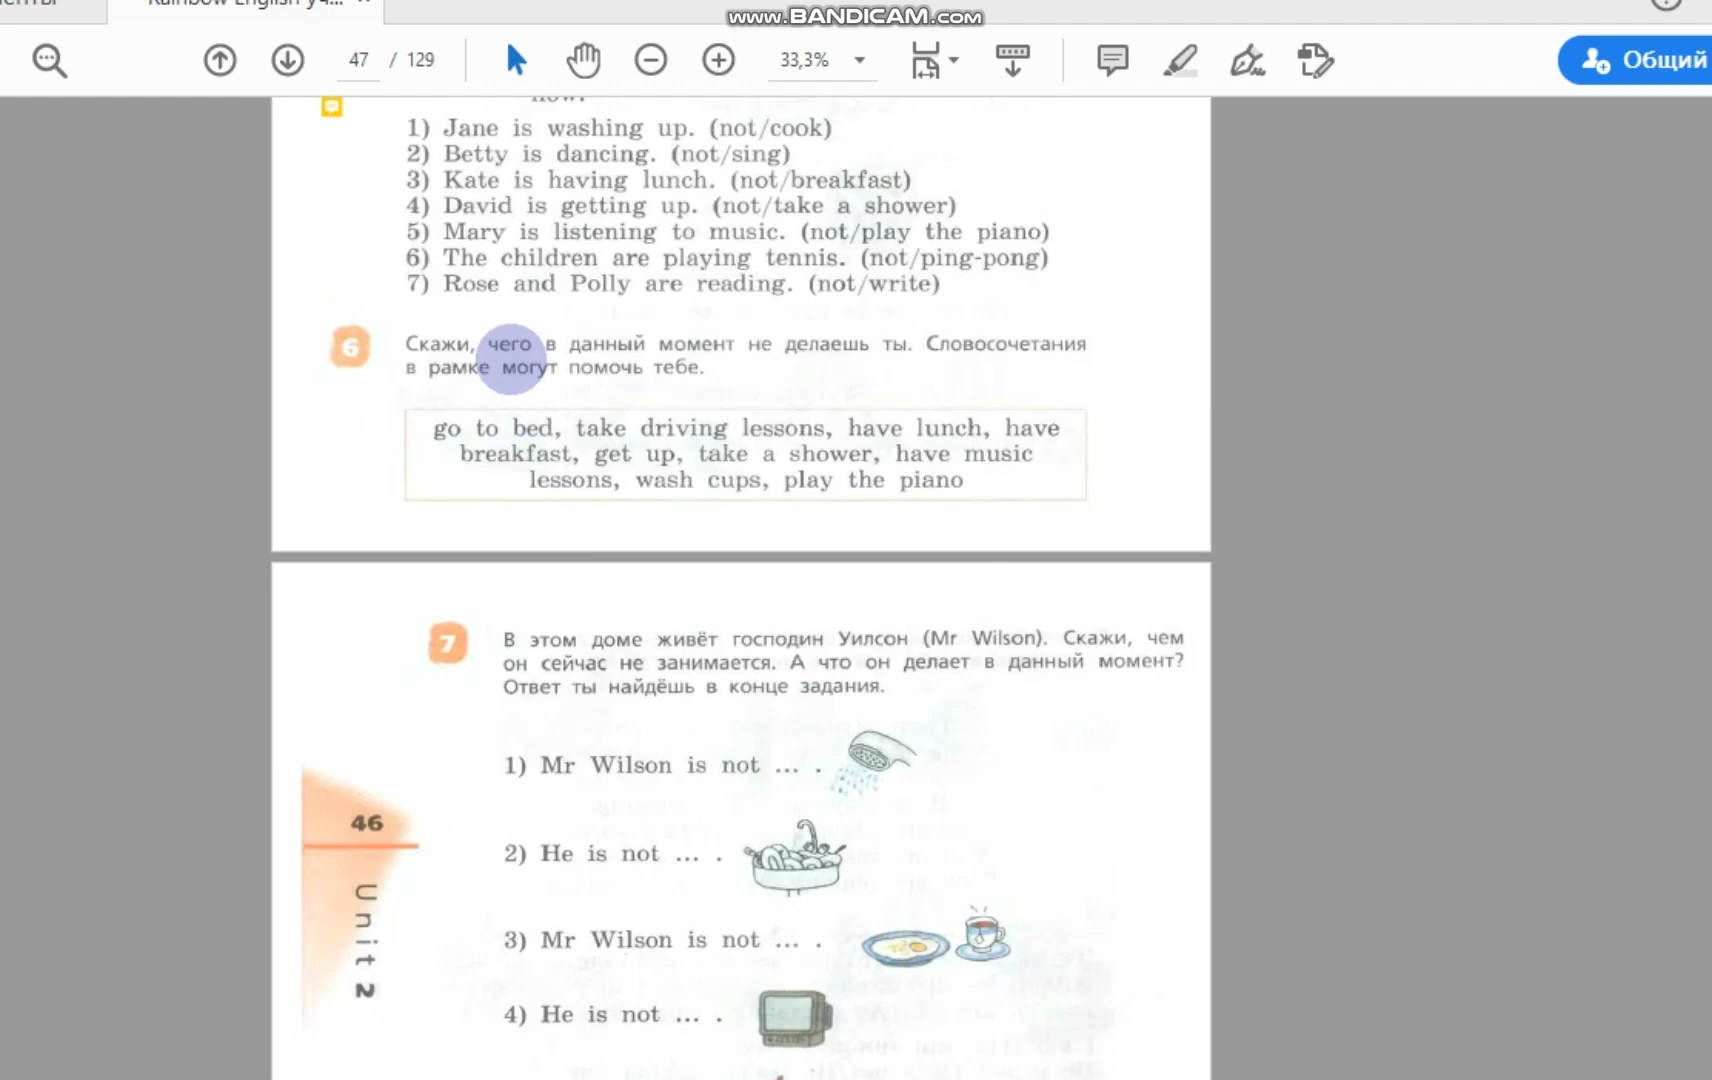 Rainbow English уч...
www.BANDICAM.com
47 / 129
33,3%
Общий
now.
1) Jane is washing up. (not/cook)
2) Betty is dancing. (not/sing)
3) Kate is having lunch. (not/breakfast)
4) David is getting up. (not/take a shower)
5) Mary is listening to music. (not/play the piano)
6) The children are playing tennis. (not/ping-pong)
7) Rose and Polly are reading. (not/write)
6
Скажи, чего в данный момент не делаешь ты. Словосочетания
в рамке могут помочь тебе.
go to bed, take driving lessons, have lunch, have
breakfast, get up, take a shower, have music
lessons, wash cups, play the piano
7
В этом доме живёт господин Уилсон (Mr Wilson). Скажи, чем
он сейчас не занимается. А что он делает в данный момент?
Ответ ты найдёшь в конце задания.
1) Mr Wilson is not ... .
2) He is not ... .
3) Mr Wilson is not ... .
4) He is not ... .
46
Unit 2